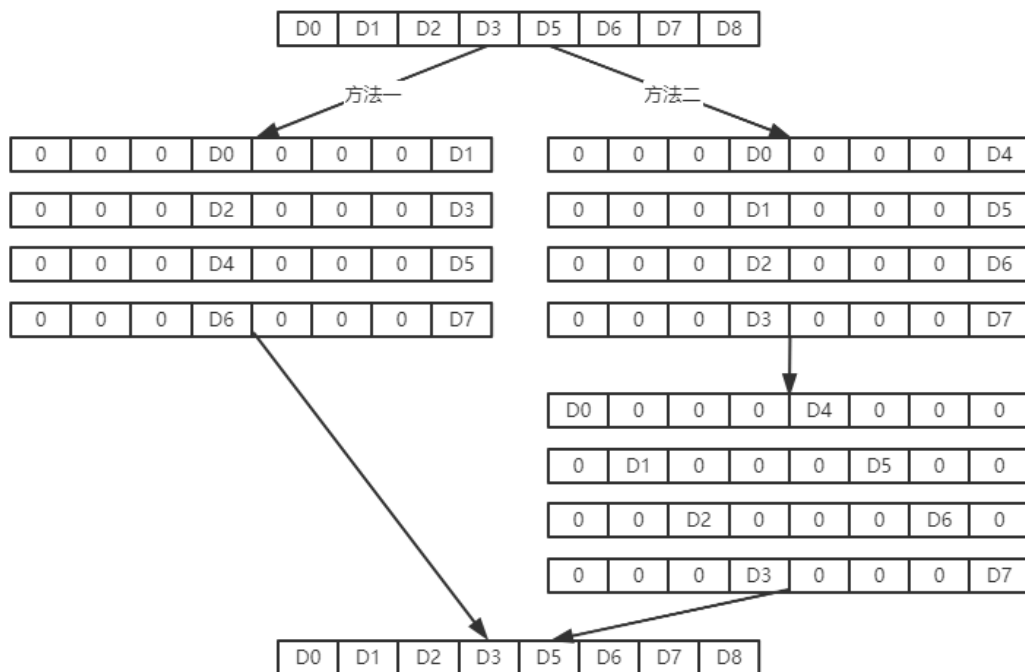 D0 D1 D2 D3 D5 D6 D7 D8
方法一 方法二
0 0 0 D0 0 0 0 D1
0 0 0 D2 0 0 0 D3
0 0 0 D4 0 0 0 D5
0 0 0 D6 0 0 0 D7
0 0 0 D0 0 0 0 D4
0 0 0 D1 0 0 0 D5
0 0 0 D2 0 0 0 D6
0 0 0 D3 0 0 0 D7
D0 0 0 0 D4 0 0 0
0 D1 0 0 0 D5 0 0
0 0 D2 0 0 0 D6 0
0 0 0 D3 0 0 0 D7
D0 D1 D2 D3 D5 D6 D7 D8